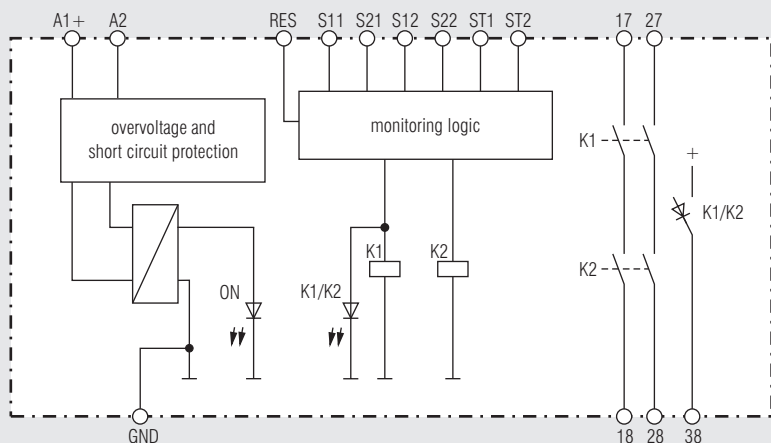 A1+ A2 RES S11 S21 S12 S22 ST1 ST2 17 27
overvoltage and
short circuit protection
monitoring logic
K1
+
K1/K2
K1 K2
K2
ON K1/K2
GND 18 28 38